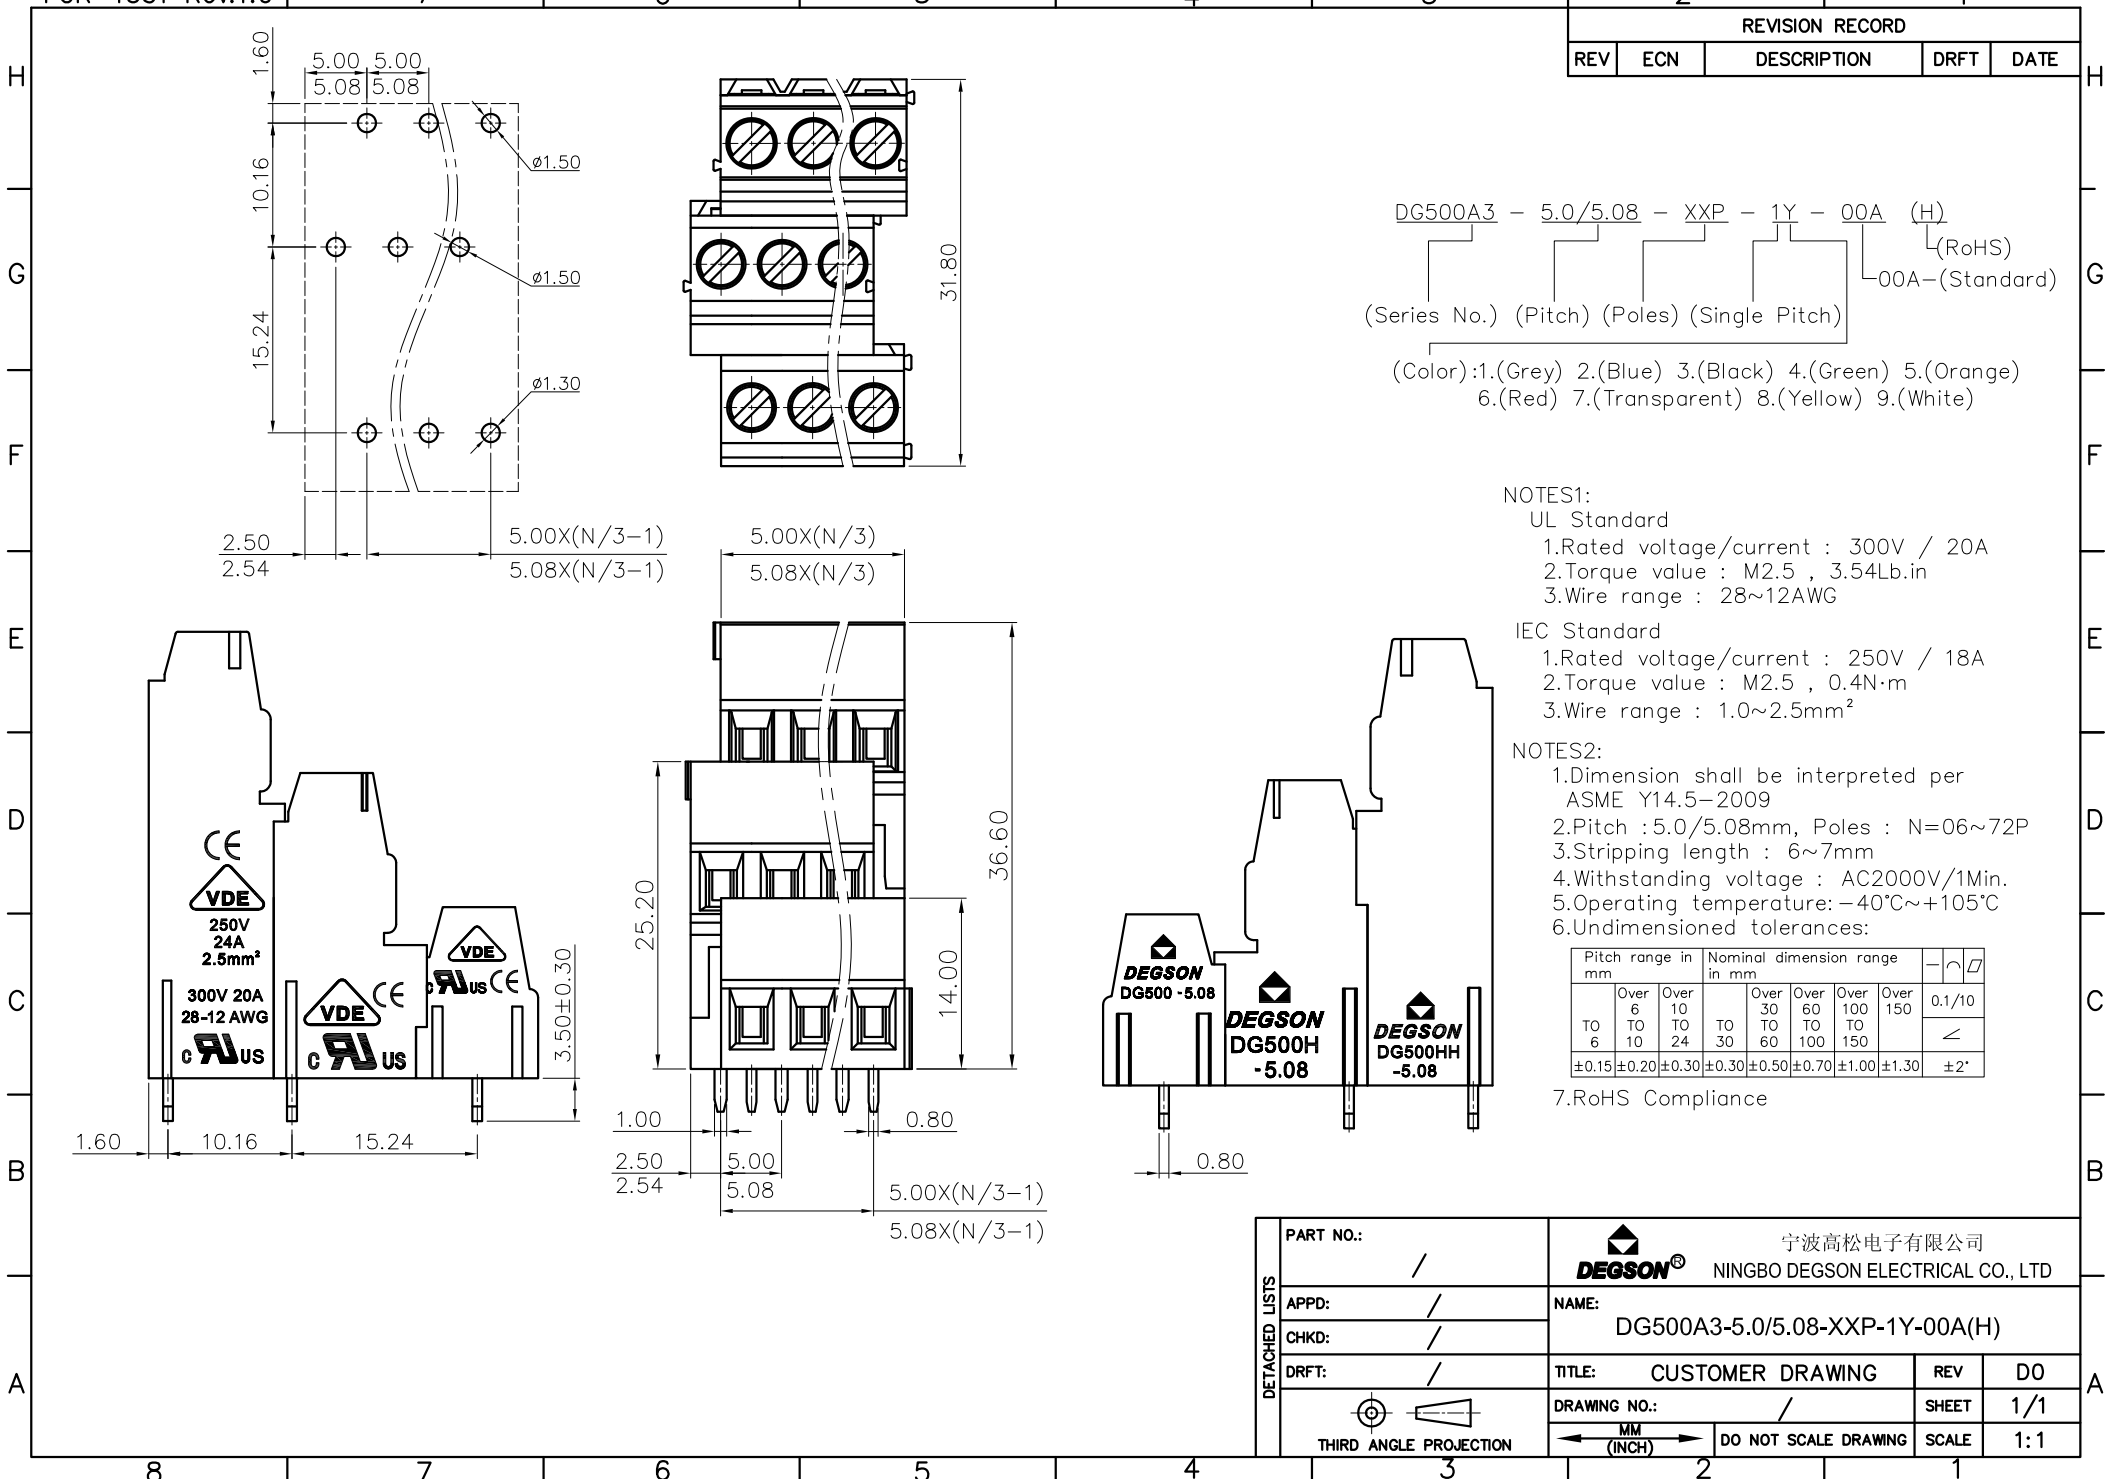 REVISION RECORD
REV ECN DESCRIPTION DRFT DATE
H
G
F
E
D
C
B
A
H
G
F
E
D
C
B
A
1.60
5.00 5.00
5.08 5.08
10.16
15.24
ø1.50
ø1.50
ø1.30
2.50
2.54
5.00X(N/3-1)
5.08X(N/3-1)
31.80
5.00X(N/3)
5.08X(N/3)
DG500A3 - 5.0/5.08 - XXP - 1Y - 00A (H)
(RoHS)
00A-(Standard)
(Series No.) (Pitch) (Poles) (Single Pitch)
(Color):1.(Grey) 2.(Blue) 3.(Black) 4.(Green) 5.(Orange)
6.(Red) 7.(Transparent) 8.(Yellow) 9.(White)
NOTES1:
UL Standard
1.Rated voltage/current : 300V / 20A
2.Torque value : M2.5 , 3.54Lb.in
3.Wire range : 28~12AWG
IEC Standard
1.Rated voltage/current : 250V / 18A
2.Torque value : M2.5 , 0.4N·m
3.Wire range : 1.0~2.5mm²
NOTES2:
1.Dimension shall be interpreted per
ASME Y14.5-2009
2.Pitch :5.0/5.08mm, Poles : N=06~72P
3.Stripping length : 6~7mm
4.Withstanding voltage : AC2000V/1Min.
5.Operating temperature:-40°C~+105°C
6.Undimensioned tolerances:
Pitch range in mm Nominal dimension range in mm
TO 6 Over 6 TO 10 Over 10 TO 24 TO 30 Over 30 TO 60 Over 60 TO 100 Over 100 TO 150 Over 150 0.1/10
±0.15 ±0.20 ±0.30 ±0.30 ±0.50 ±0.70 ±1.00 ±1.30 ±2°
7.RoHS Compliance
CE
VDE
250V
24A
2.5mm²
300V 20A
28-12 AWG
c RU US
VDE CE
c RU US
VDE
c RU US CE
3.50±0.30
1.60 10.16 15.24
25.20
36.60
14.00
1.00
0.80
2.50
2.54
5.00
5.08
5.00X(N/3-1)
5.08X(N/3-1)
DEGSON
DG500 -5.08
DEGSON
DG500H
-5.08
DEGSON
DG500HH
-5.08
0.80
DETACHED LISTS
PART NO.: /
APPD: /
CHKD: /
DRFT: /
THIRD ANGLE PROJECTION
DEGSON®
宁波高松电子有限公司
NINGBO DEGSON ELECTRICAL CO., LTD
NAME:
DG500A3-5.0/5.08-XXP-1Y-00A(H)
TITLE: CUSTOMER DRAWING REV D0
DRAWING NO.: / SHEET 1/1
MM
(INCH)
DO NOT SCALE DRAWING SCALE 1:1
8 7 6 5 4 3 2 1